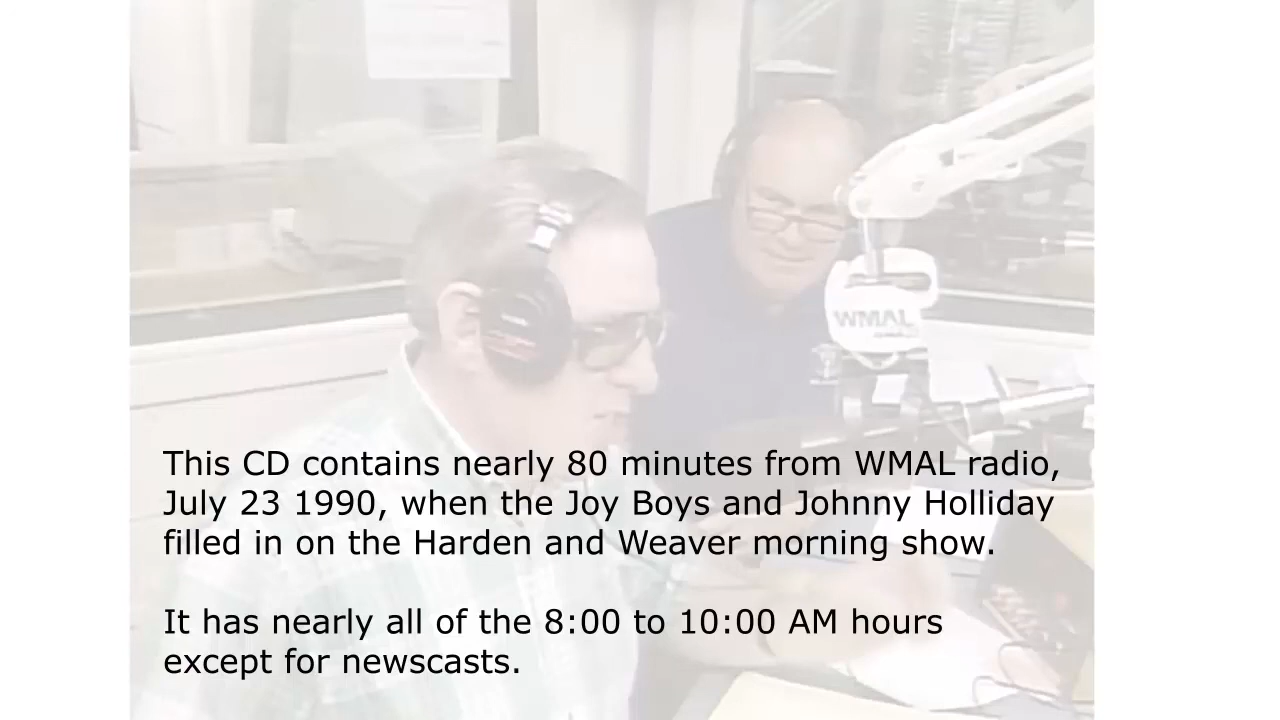 WMAL
This CD contains nearly 80 minutes from WMAL radio,
July 23 1990, when the Joy Boys and Johnny Holliday
filled in on the Harden and Weaver morning show.
It has nearly all of the 8:00 to 10:00 AM hours
except for newscasts.